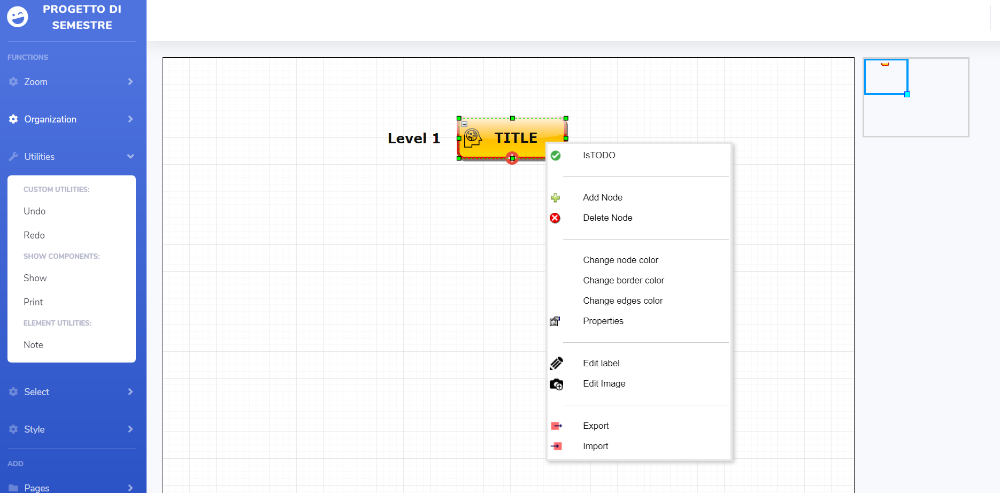 PROGETTO DI
SEMESTRE
FUNCTIONS
Zoom
Organization
Utilities
CUSTOM UTILITIES:
Undo
Redo
SHOW COMPONENTS:
Show
Print
ELEMENT UTILITIES:
Note
Select
Style
ADD
Pages
Level 1
TITLE
IsTODO
Add Node
Delete Node
Change node color
Change border color
Change edges color
Properties
Edit label
Edit Image
Export
Import